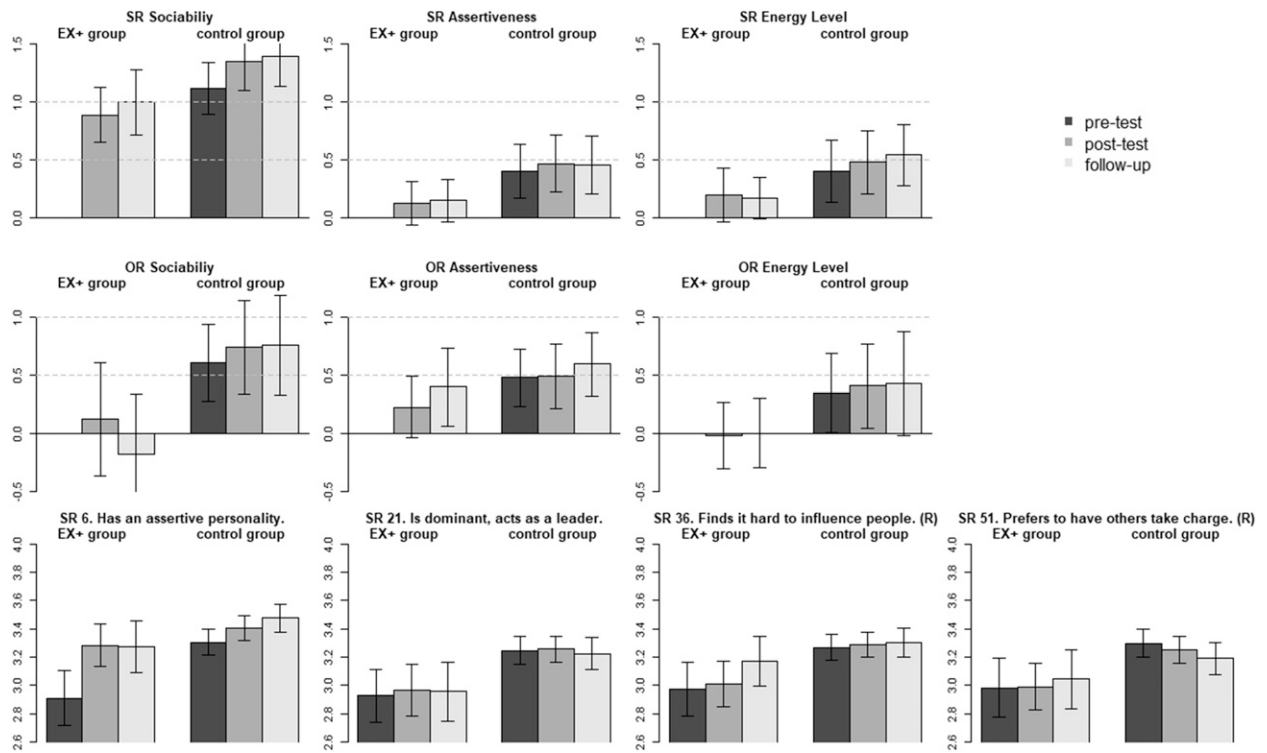 SR Sociabiliy
EX+ group control group
1.5
1.0
0.5
0.0
SR Assertiveness
EX+ group control group
1.5
1.0
0.5
0.0
SR Energy Level
EX+ group control group
1.5
1.0
0.5
0.0
pre-test
post-test
follow-up
OR Sociabiliy
EX+ group control group
1.0
0.5
0.0
-0.5
OR Assertiveness
EX+ group control group
1.0
0.5
0.0
-0.5
OR Energy Level
EX+ group control group
1.0
0.5
0.0
-0.5
SR 6. Has an assertive personality.
EX+ group control group
4.0
3.8
3.6
3.4
3.2
3.0
2.8
2.6
SR 21. Is dominant, acts as a leader.
EX+ group control group
4.0
3.8
3.6
3.4
3.2
3.0
2.8
2.6
SR 36. Finds it hard to influence people. (R)
EX+ group control group
4.0
3.8
3.6
3.4
3.2
3.0
2.8
2.6
SR 51. Prefers to have others take charge. (R)
EX+ group control group
4.0
3.8
3.6
3.4
3.2
3.0
2.8
2.6